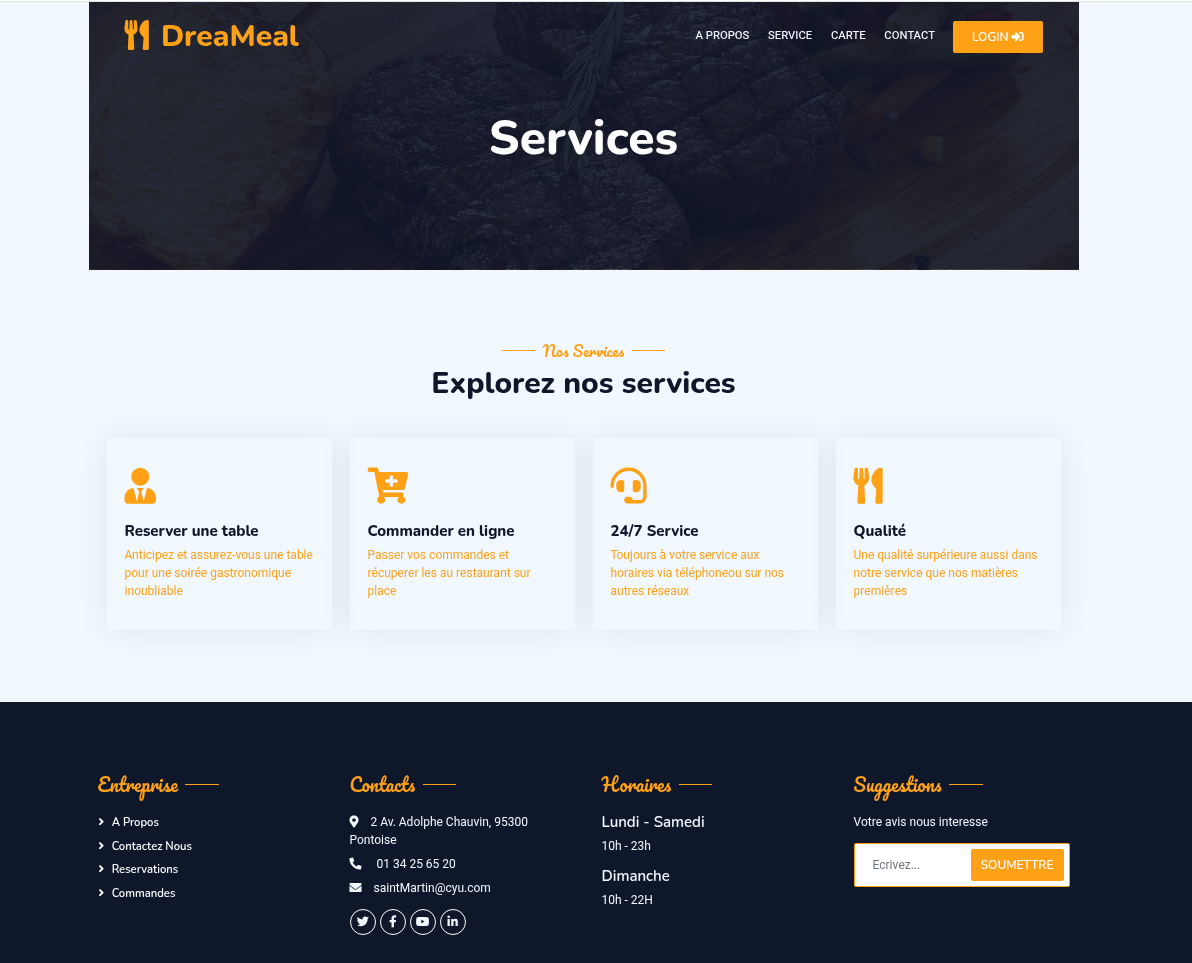 DreaMeal
A PROPOS SERVICE CARTE CONTACT LOGIN
Services
Nos Services
Explorez nos services
Reserver une table
Anticipez et assurez-vous une table
pour une soirée gastronomique
inoubliable
Commander en ligne
Passer vos commandes et
récuperer les au restaurant sur
place
24/7 Service
Toujours à votre service aux
horaires via téléphoneou sur nos
autres réseaux
Qualité
Une qualité surpérieure aussi dans
notre service que nos matières
premières
Entreprise
A Propos
Contactez Nous
Reservations
Commandes
Contacts
2 Av. Adolphe Chauvin, 95300
Pontoise
01 34 25 65 20
saintMartin@cyu.com
Horaires
Lundi - Samedi
10h - 23h
Dimanche
10h - 22H
Suggestions
Votre avis nous interesse
Ecrivez... SOUMETTRE